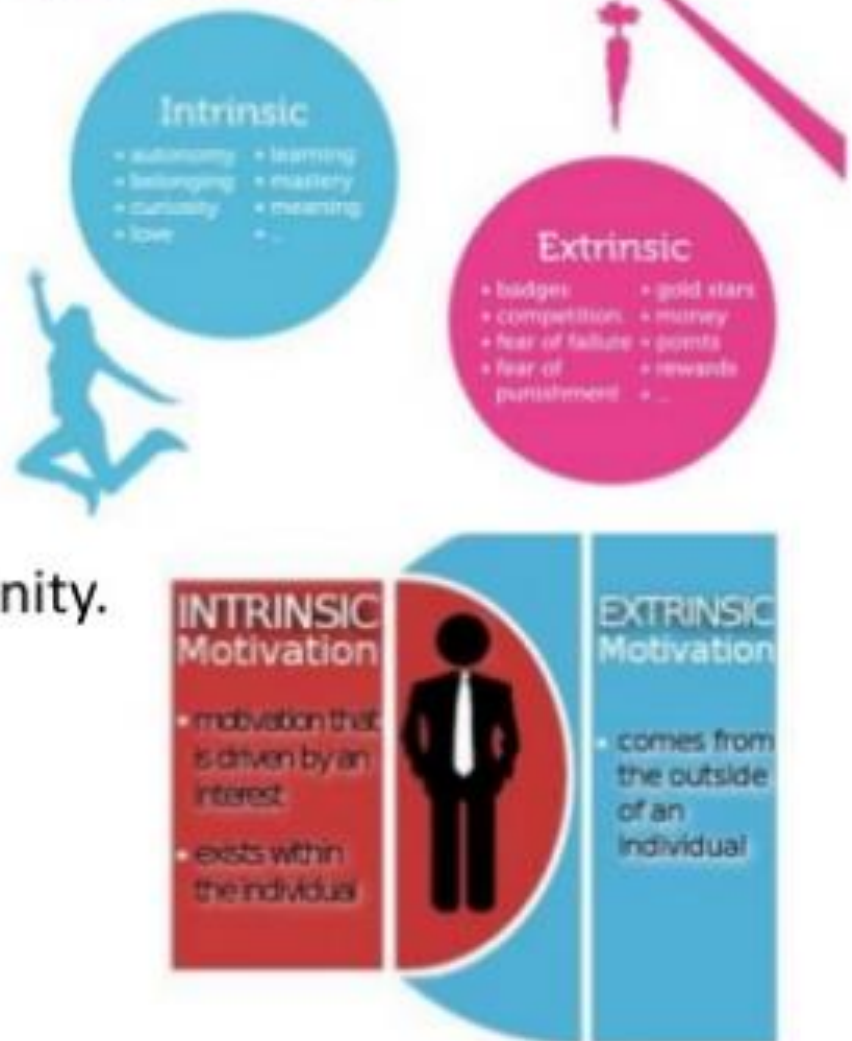 Intrinsic
• autonomy • learning
• belonging • mastery
• curiosity • meaning
• love • ..
Extrinsic
• badges • gold stars
• competition • money
• fear of failure • points
• fear of • rewards
punishment • ...
nity.
INTRINSIC
Motivation
• motivation that
is driven by an
interest
• exists within
the individual
EXTRINSIC
Motivation
• comes from
the outside
of an
individual